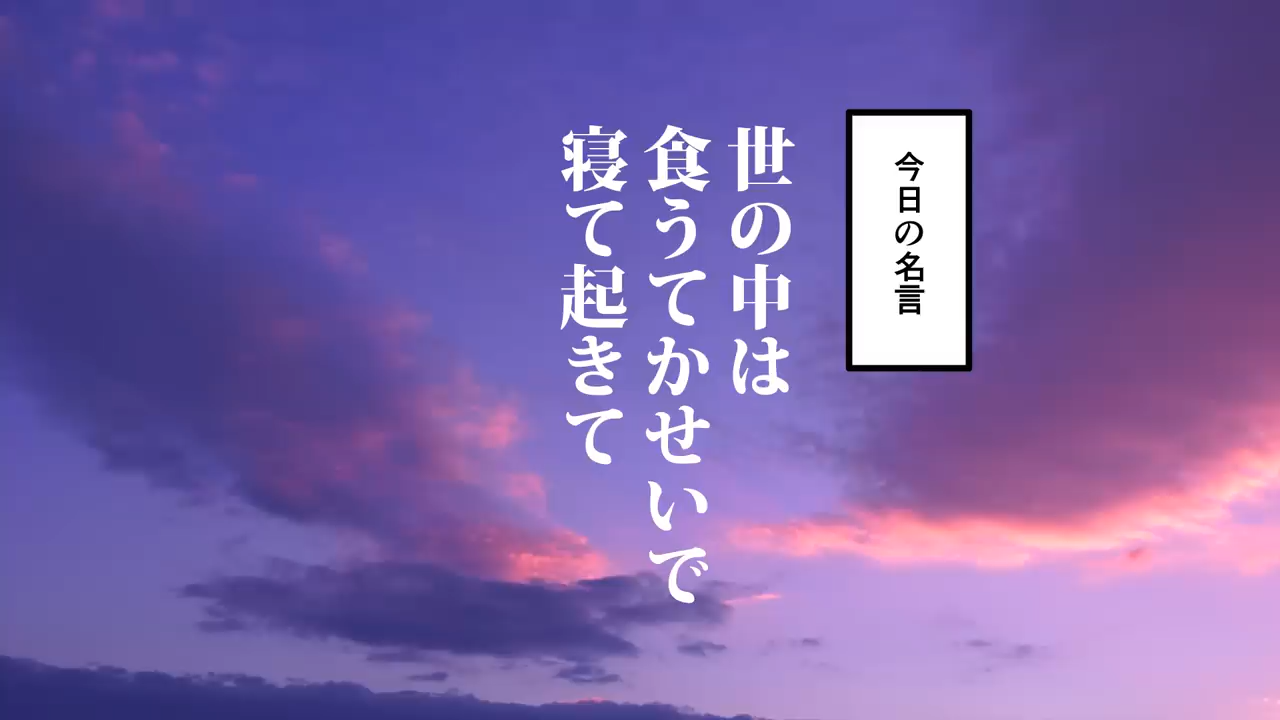 今日の名言
世の中は
食うてかせいで
寝て起きて